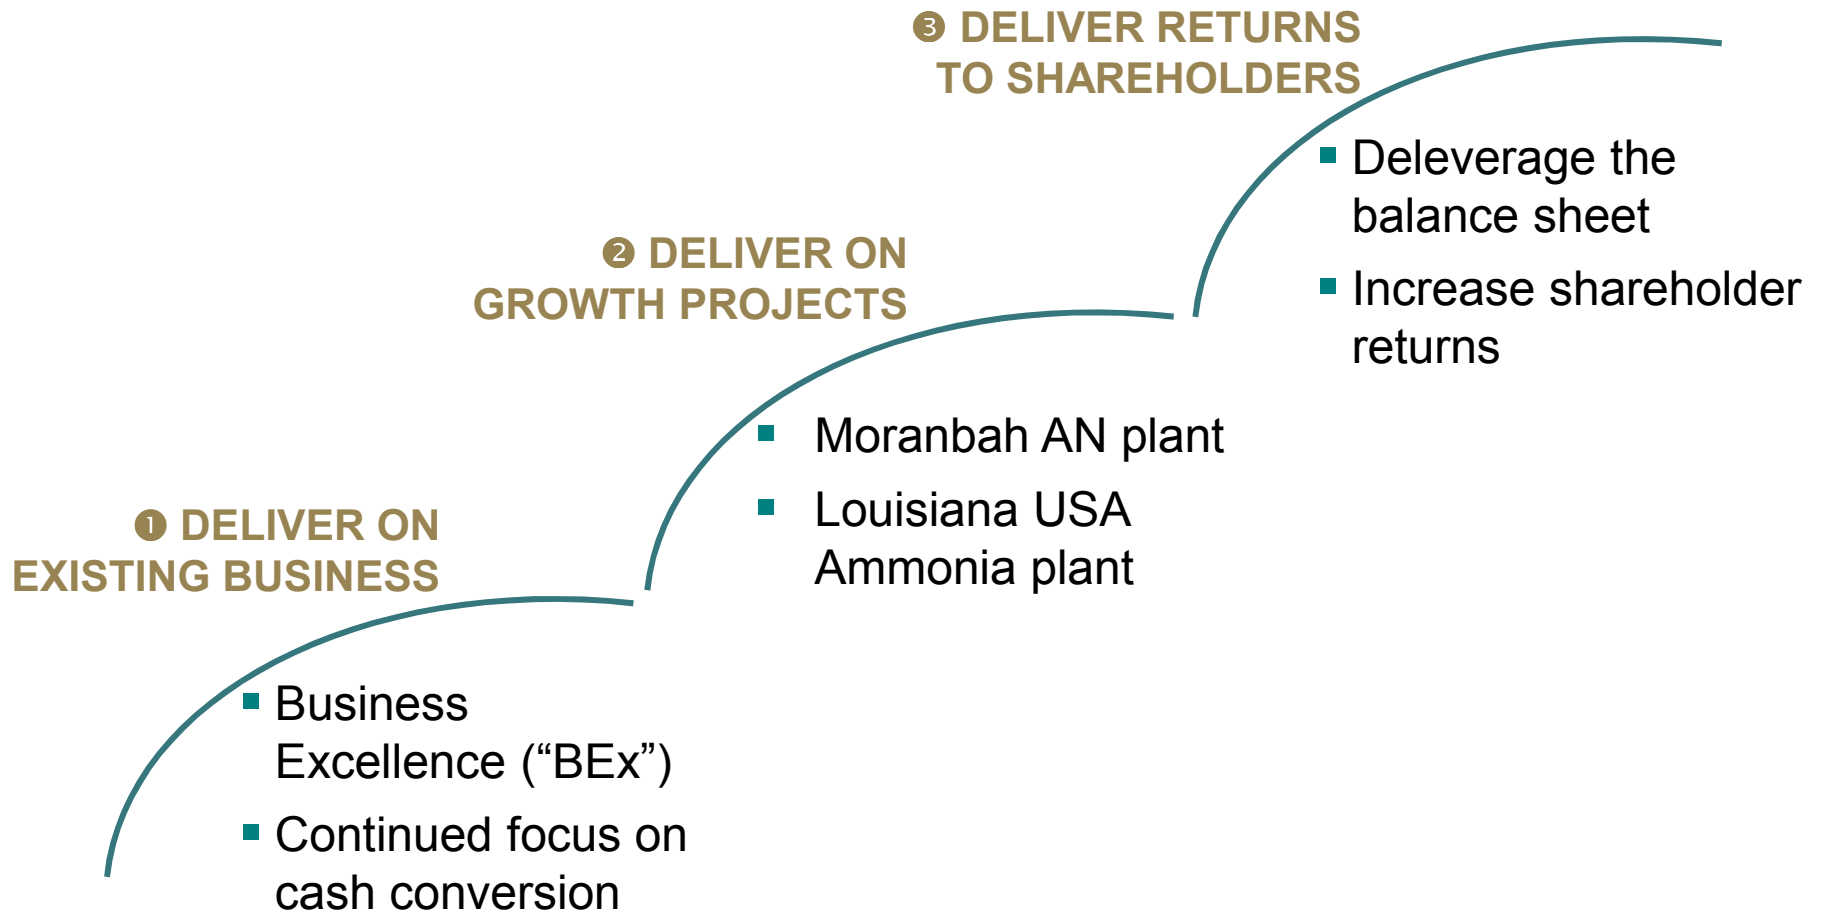 ❸ DELIVER RETURNS
TO SHAREHOLDERS
▪ Deleverage the
balance sheet
▪ Increase shareholder
returns
❷ DELIVER ON
GROWTH PROJECTS
▪ Moranbah AN plant
▪ Louisiana USA
Ammonia plant
❶ DELIVER ON
EXISTING BUSINESS
▪ Business
Excellence (“BEx”)
▪ Continued focus on
cash conversion